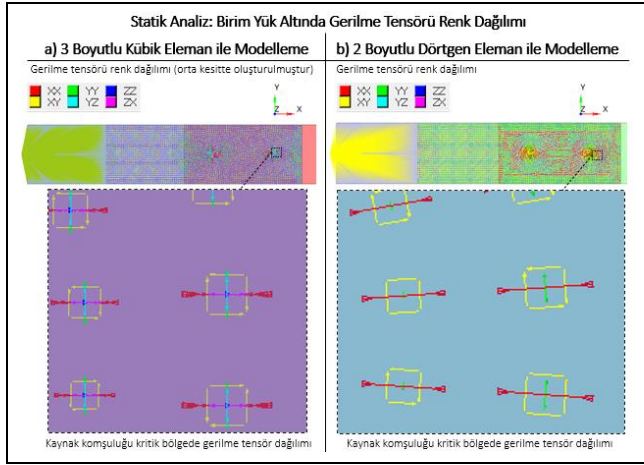 Statik Analiz: Birim Yük Altında Gerilme Tensörü Renk Dağılımı
a) 3 Boyutlu Kübik Eleman ile Modelleme
Gerilme tensörü renk dağılımı (orta kesitte oluşturulmuştur)
XX YY ZZ
XY YZ ZX
Y
Z X
Kaynak komşuluğu kritik bölgede gerilme tensör dağılımı
b) 2 Boyutlu Dörtgen Eleman ile Modelleme
Gerilme tensörü renk dağılımı
XX YY ZZ
XY YZ ZX
Y
Z X
Kaynak komşuluğu kritik bölgede gerilme tensör dağılımı